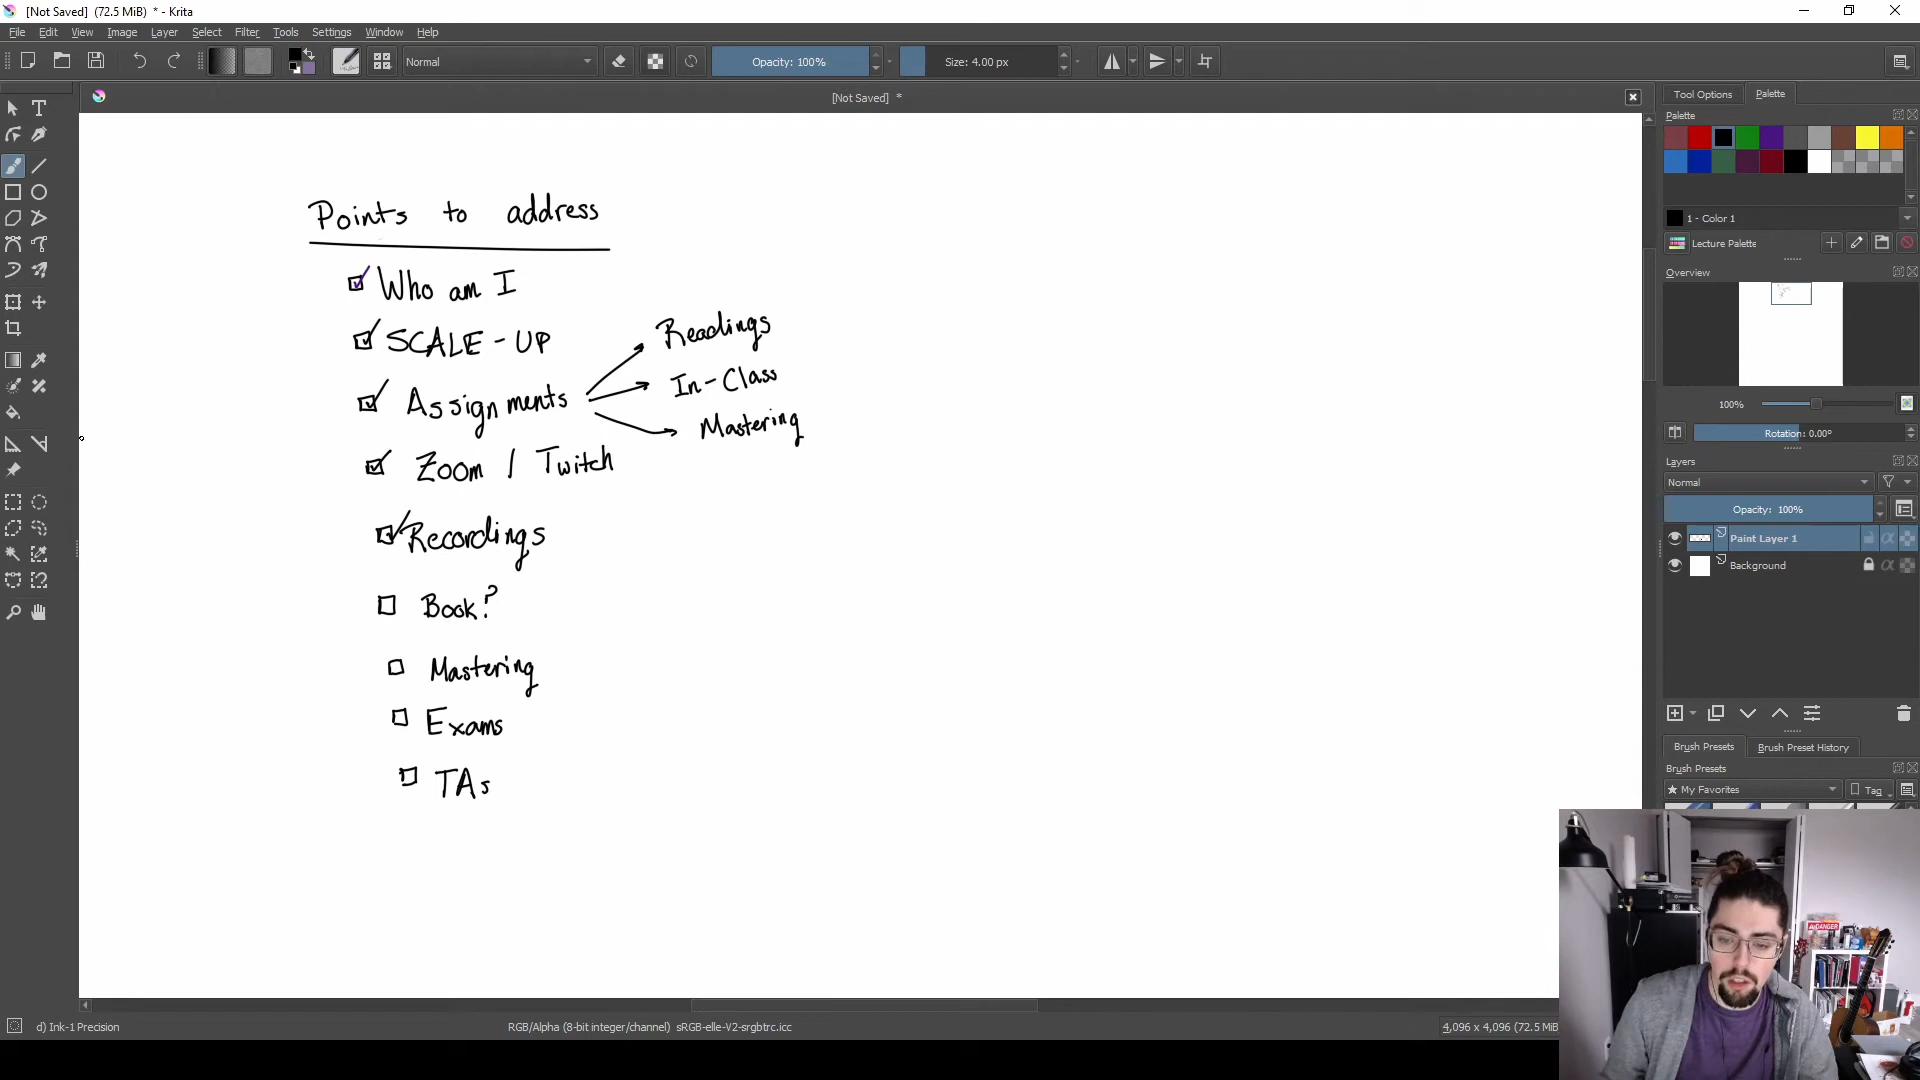 [Not Saved] (72.5 MiB) * - Krita
File Edit View Image Layer Select Filter Tools Settings Window Help
Normal Opacity: 100% Size: 4.00 px
[Not Saved] *
Tool Options Palette
Palette
1 - Color 1
Lecture Palette
Overview
100%
Rotation: 0.00°
Layers
Normal
Opacity: 100%
Paint Layer 1
Background
Brush Presets Brush Preset History
Brush Presets
★ My Favorites Tag
Points to address
Who am I
SCALE-UP
Assignments
Readings
In-Class
Mastering
Zoom / Twitch
Recordings
Book?
Mastering
Exams
TAs
DANGER
d) Ink-1 Precision RGB/Alpha (8-bit integer/channel) sRGB-elle-V2-srgbtrc.icc 4,096 x 4,096 (72.5 MiB